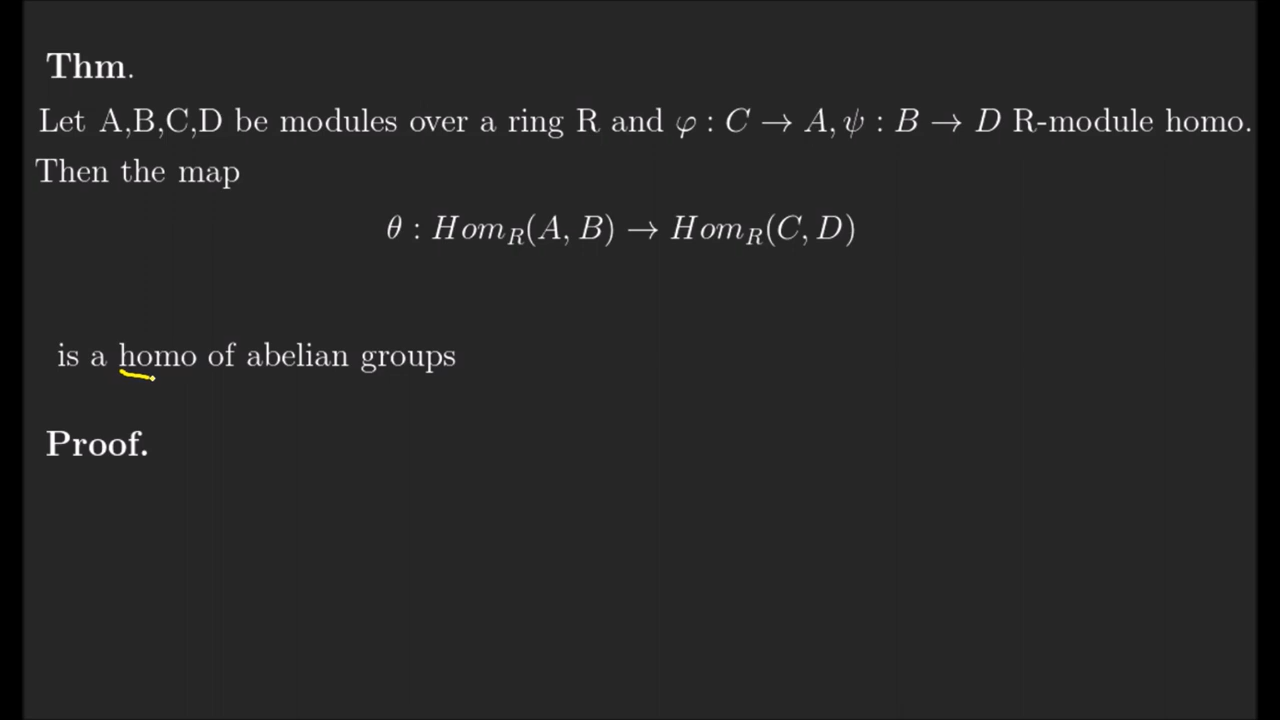 Thm.
Let A,B,C,D be modules over a ring R and φ : C → A, ψ : B → D R-module homo.
Then the map
θ : Hom_R(A, B) → Hom_R(C, D)
is a homo of abelian groups
Proof.